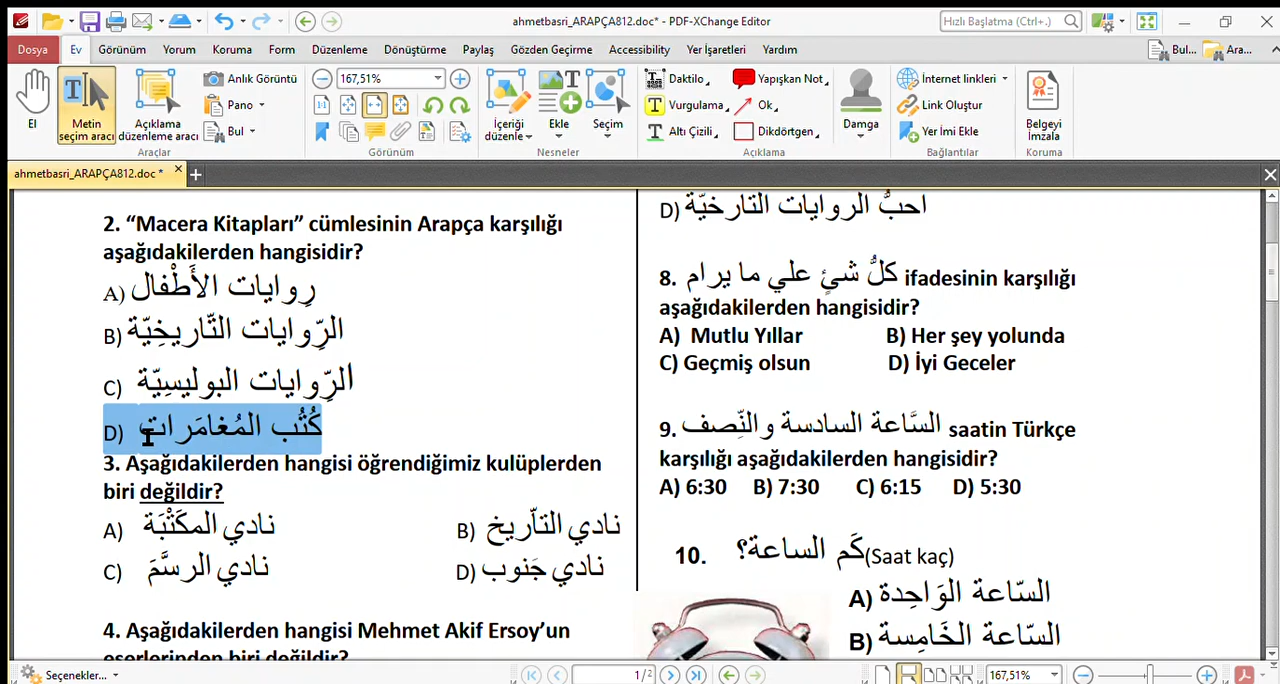 ahmetbasri_ARAPÇA812.doc* - PDF-XChange Editor
Hızlı Başlatma (Ctrl+.)
Dosya Ev Görünüm Yorum Koruma Form Düzenleme Dönüştürme Paylaş Gözden Geçirme Accessibility Yer İşaretleri Yardım Bul... Ara...
El
Metin seçim aracı
Açıklama düzenleme aracı
Anlık Görüntü
Pano
Bul
Araçlar
167,51%
Görünüm
İçeriği düzenle
Ekle
Seçim
Nesneler
Daktilo
Vurgulama
Altı Çizili
Yapışkan Not
Ok
Dikdörtgen
Damga
Açıklama
İnternet linkleri
Link Oluştur
Yer İmi Ekle
Bağlantılar
Belgeyi İmzala
Koruma
ahmetbasri_ARAPÇA812.doc *
2. “Macera Kitapları” cümlesinin Arapça karşılığı
aşağıdakilerden hangisidir?
A) رِوايات الأَطْفال
B) الرِّوايات التّاريخِيّة
C) الرِّوايات البوليسِيّة
D) كُتُب المُغامَرات
3. Aşağıdakilerden hangisi öğrendiğimiz kulüplerden
biri değildir?
A) نادي المكَتْبَة B) نادي التاّريخ
C) نادي الرسَّمَ D) نادي جَنوب
4. Aşağıdakilerden hangisi Mehmet Akif Ersoy’un
eserlerinden biri değildir?
D) احبُّ الروايات التارخيّة
8. كلُّ شئٍ علي ما يرام ifadesinin karşılığı
aşağıdakilerden hangisidir?
A) Mutlu Yıllar B) Her şey yolunda
C) Geçmiş olsun D) İyi Geceler
9. السَّاعة السادسة والنِّصف saatin Türkçe
karşılığı aşağıdakilerden hangisidir?
A) 6:30 B) 7:30 C) 6:15 D) 5:30
10. كَم الساعة؟ (Saat kaç)
A) السّاعة الوَاحِدة
B) السّاعة الخَامِسة
Seçenekler...
1/2
167,51%